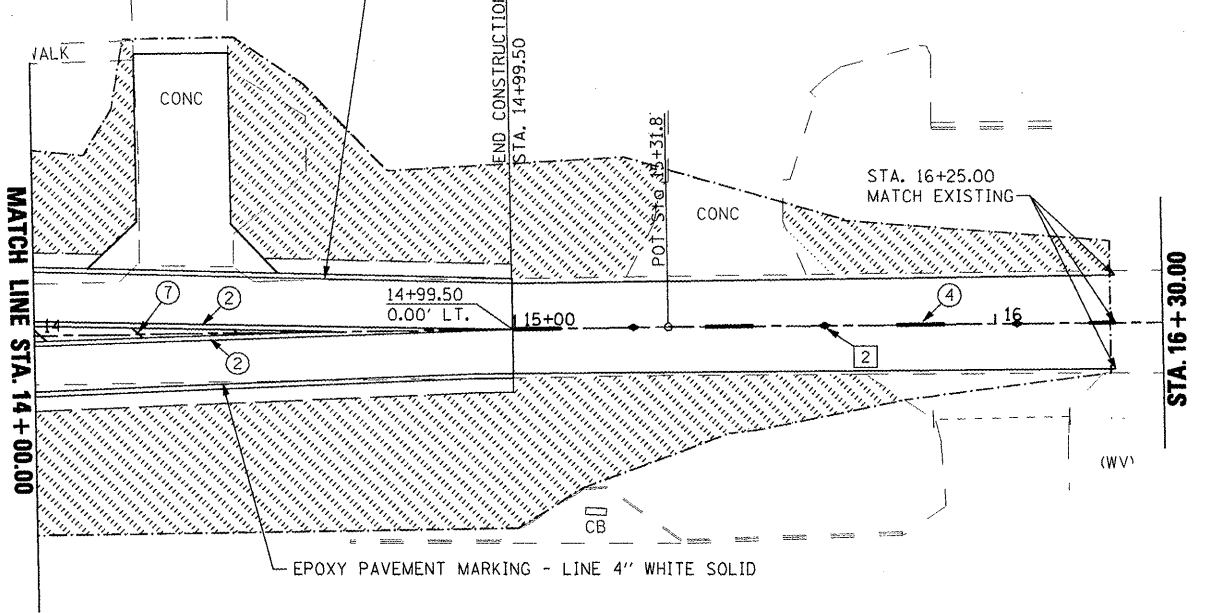 WALK
CONC
END CONSTRUCTION
STA. 14+99.50
POT Sta 15+31.8
CONC
STA. 16+25.00
MATCH EXISTING
MATCH LINE STA. 14+00.00
STA. 16+30.00
7
2
14+99.50
0.00' LT.
4
14
15+00
16
2
2
(WV)
CB
EPOXY PAVEMENT MARKING - LINE 4'' WHITE SOLID